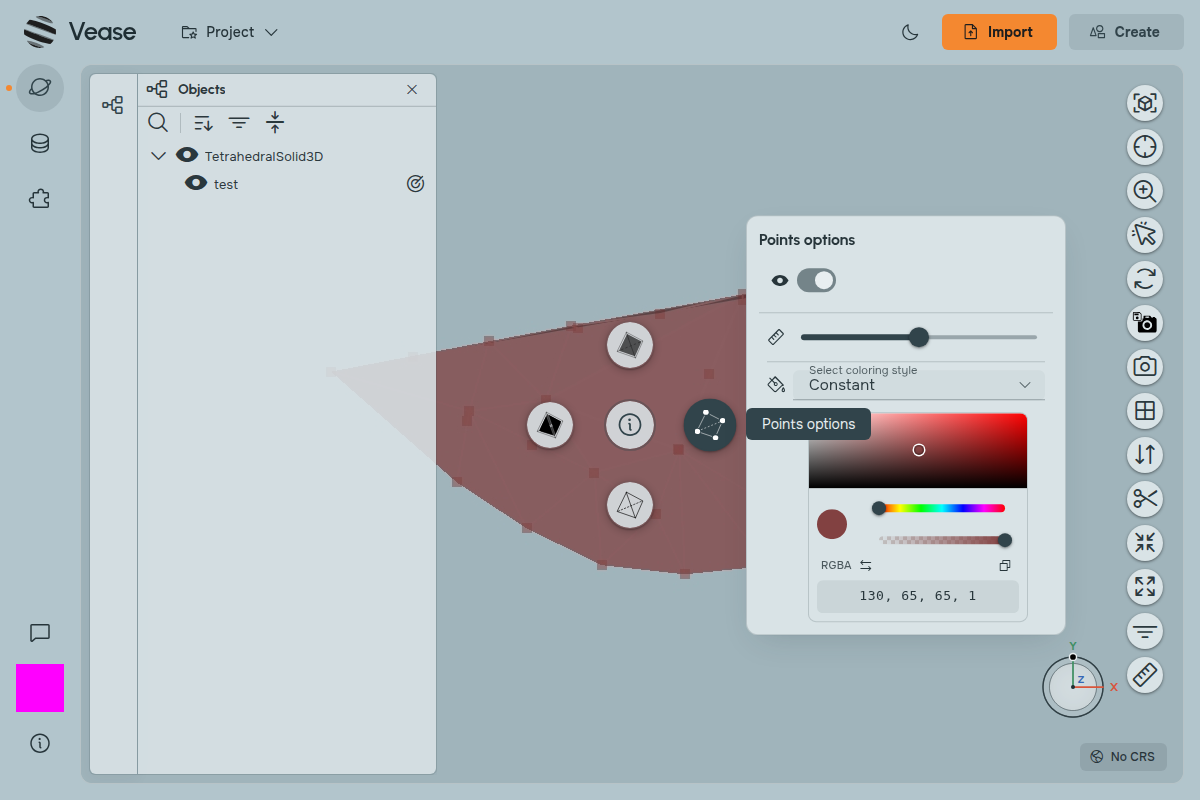 Vease
Project
Import
Create
Objects
TetrahedralSolid3D
test
Points options
Select coloring style
Constant
Points options
RGBA
130, 65, 65, 1
Y
Z
X
No CRS